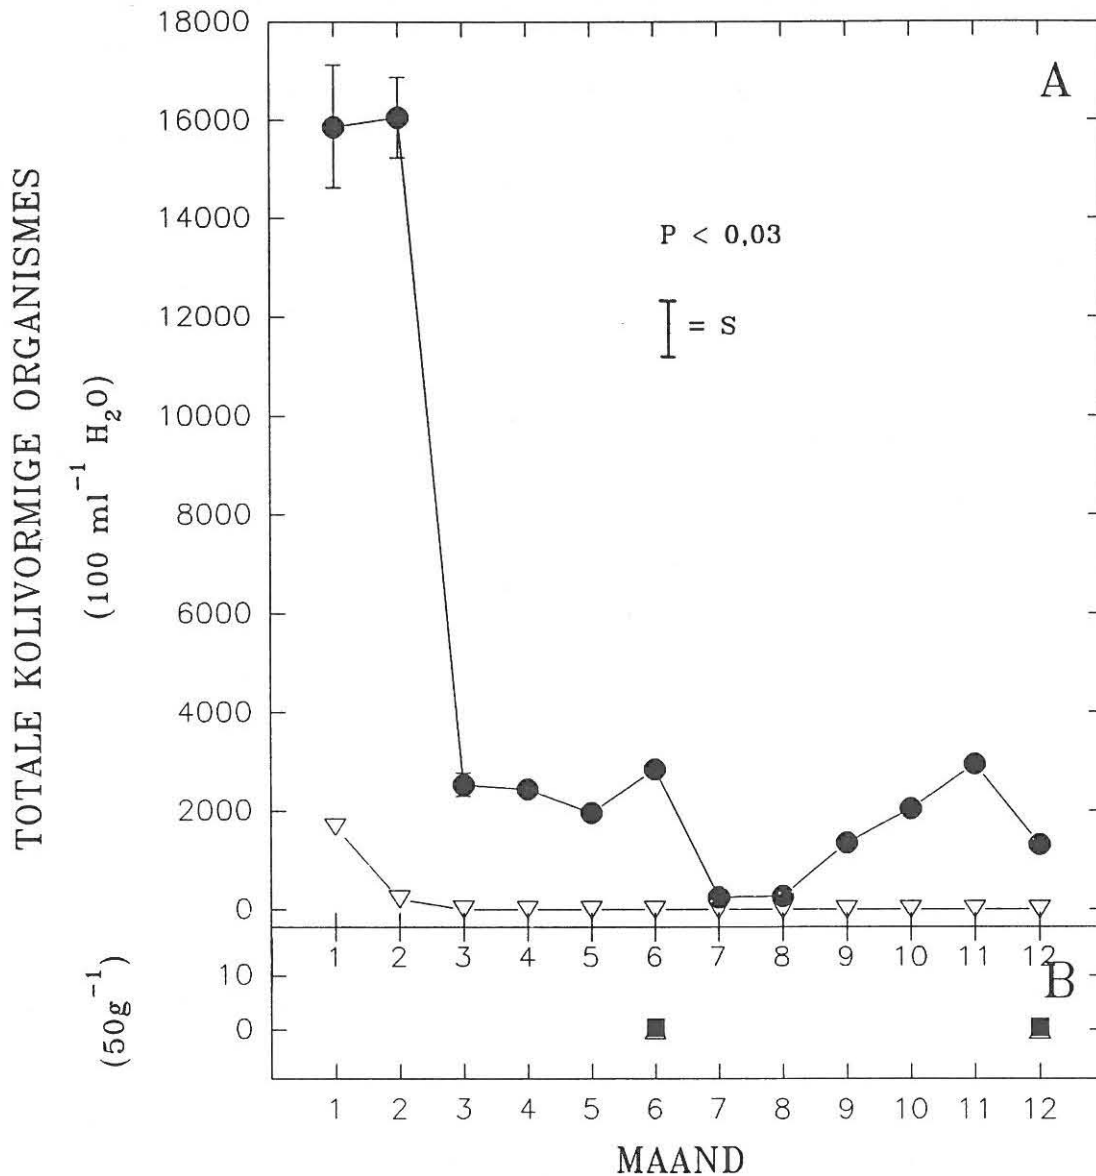 TOTALE KOLIVORMIGE ORGANISMES
(100 ml⁻¹ H₂O)
(50g⁻¹)
18000
16000
14000
12000
10000
8000
6000
4000
2000
0
A
P < 0,03
= S
1 2 3 4 5 6 7 8 9 10 11 12
10
0
B
1 2 3 4 5 6 7 8 9 10 11 12
MAAND